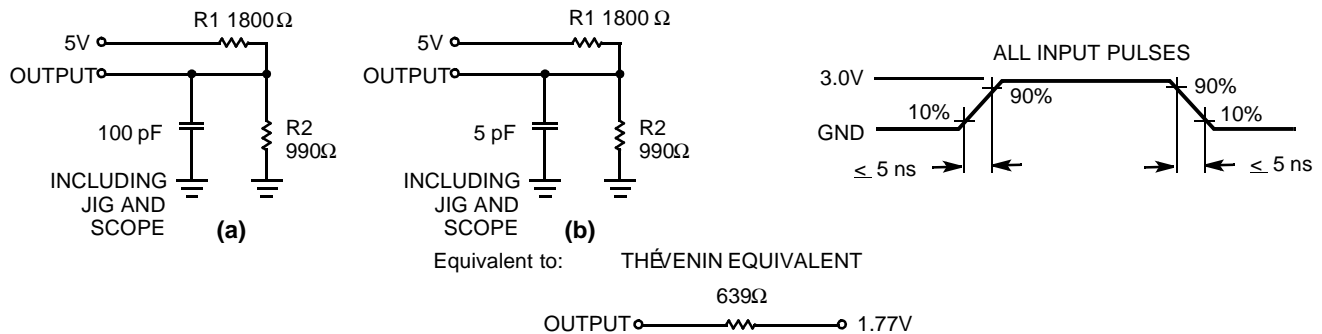 R1 1800 Ω
5V
OUTPUT
100 pF
R2
990Ω
INCLUDING
JIG AND
SCOPE
(a)
R1 1800 Ω
5V
OUTPUT
5 pF
R2
990Ω
INCLUDING
JIG AND
SCOPE
(b)
ALL INPUT PULSES
3.0V
GND
10%
90%
90%
10%
≤ 5 ns
≤ 5 ns
Equivalent to: THÉVENIN EQUIVALENT
639Ω
OUTPUT
1.77V